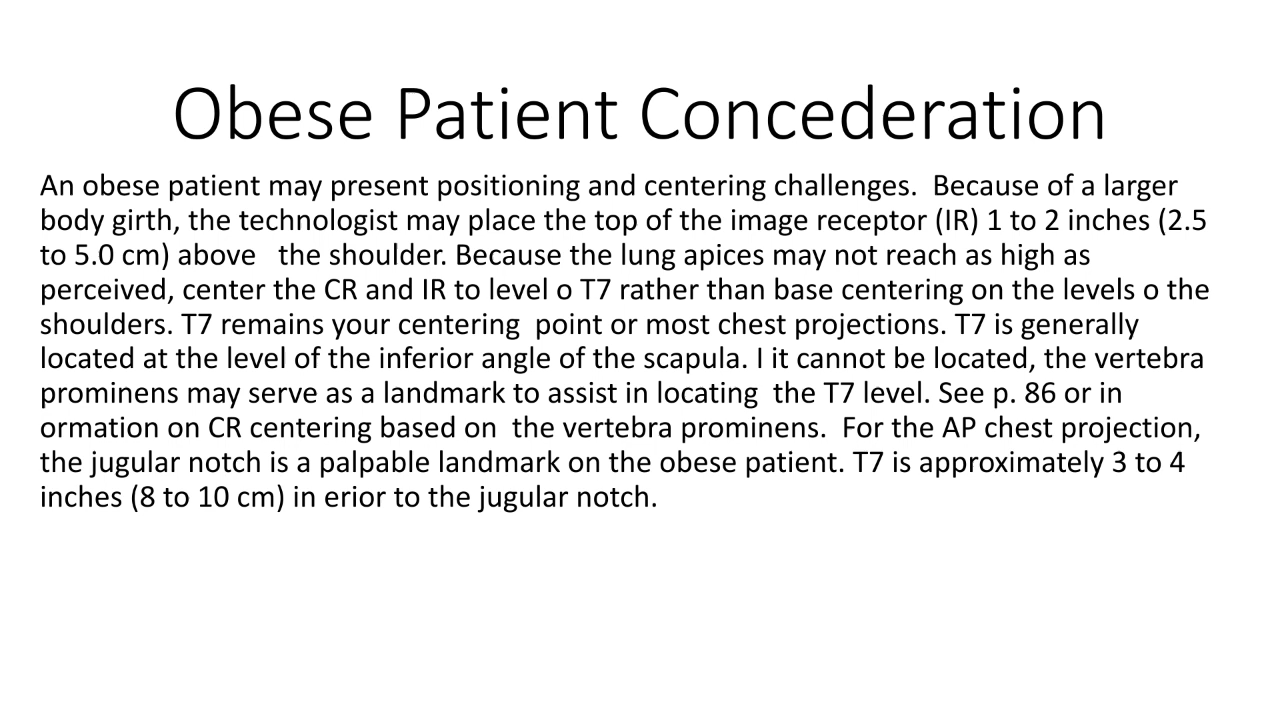 Obese Patient Concederation
An obese patient may present positioning and centering challenges.  Because of a larger
body girth, the technologist may place the top of the image receptor (IR) 1 to 2 inches (2.5
to 5.0 cm) above   the shoulder. Because the lung apices may not reach as high as
perceived, center the CR and IR to level o T7 rather than base centering on the levels o the
shoulders. T7 remains your centering  point or most chest projections. T7 is generally
located at the level of the inferior angle of the scapula. I it cannot be located, the vertebra
prominens may serve as a landmark to assist in locating  the T7 level. See p. 86 or in
ormation on CR centering based on  the vertebra prominens.  For the AP chest projection,
the jugular notch is a palpable landmark on the obese patient. T7 is approximately 3 to 4
inches (8 to 10 cm) in erior to the jugular notch.